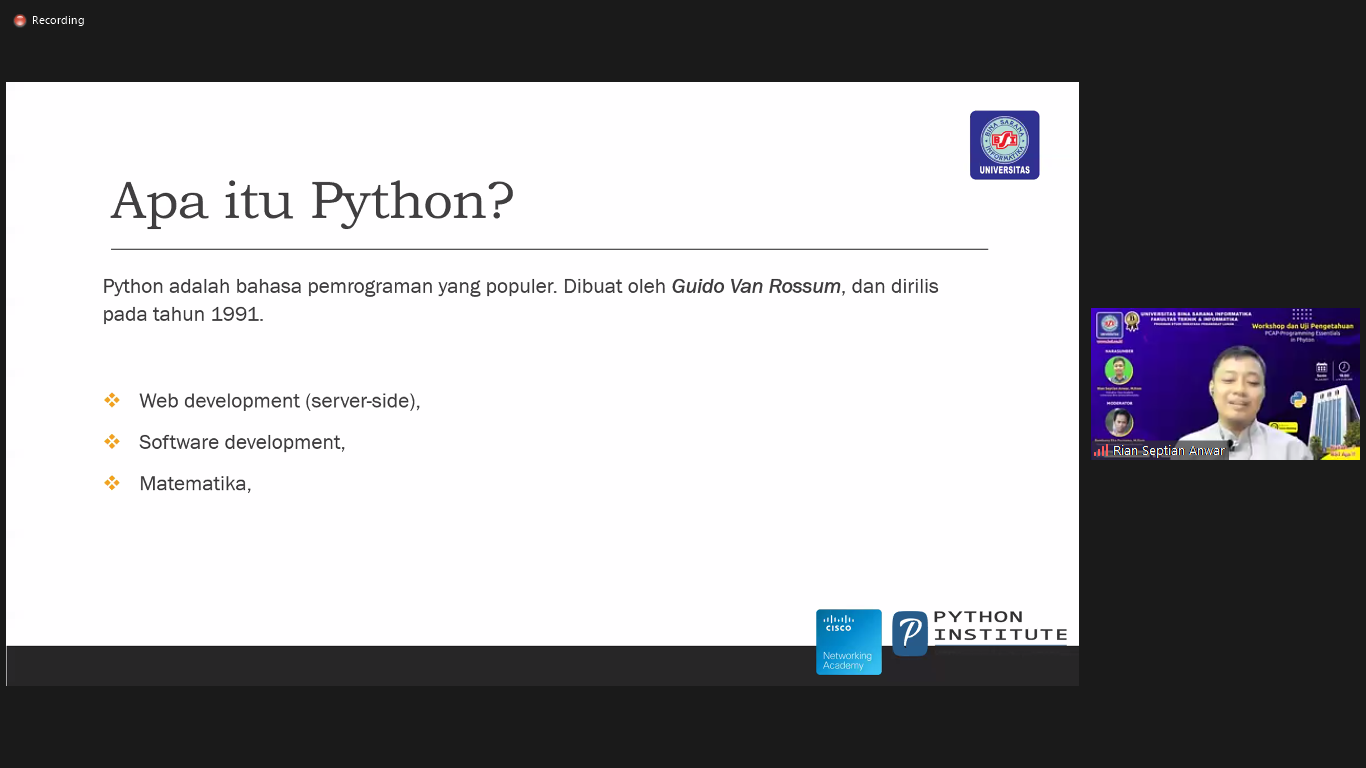 Recording
BINA SARANA
BSI
INFORMATIKA
UNIVERSITAS
Apa itu Python?
Python adalah bahasa pemrograman yang populer. Dibuat oleh Guido Van Rossum, dan dirilis
pada tahun 1991.
Web development (server-side),
Software development,
Matematika,
CISCO
Networking
Academy
PYTHON
INSTITUTE
UNIVERSITAS BINA SARANA INFORMATIKA
FAKULTAS TEKNIK & INFORMATIKA
Workshop dan Uji Pengetahuan
PCAP-Programming Essentials
in Phyton
NARASUMBER
MODERATOR
Rian Septian Anwar